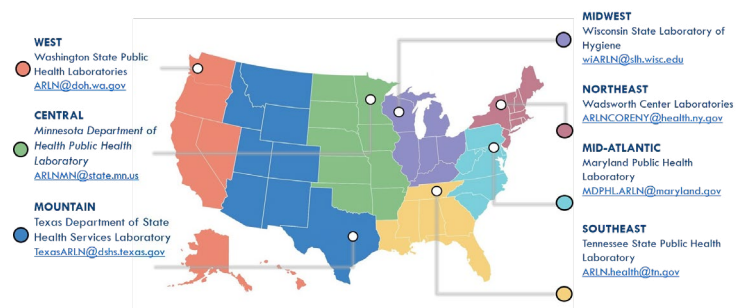 WEST
Washington State Public
Health Laboratories
ARLN@doh.wa.gov
CENTRAL
Minnesota Department of
Health Public Health
Laboratory
ARLNMN@state.mn.us
MOUNTAIN
Texas Department of State
Health Services Laboratory
TexasARLN@dshs.texas.gov
MIDWEST
Wisconsin State Laboratory of
Hygiene
wiARLN@slh.wisc.edu
NORTHEAST
Wadsworth Center Laboratories
ARLNCORENY@health.ny.gov
MID-ATLANTIC
Maryland Public Health
Laboratory
MDPHL.ARLN@maryland.gov
SOUTHEAST
Tennessee State Public Health
Laboratory
ARLN.health@tn.gov